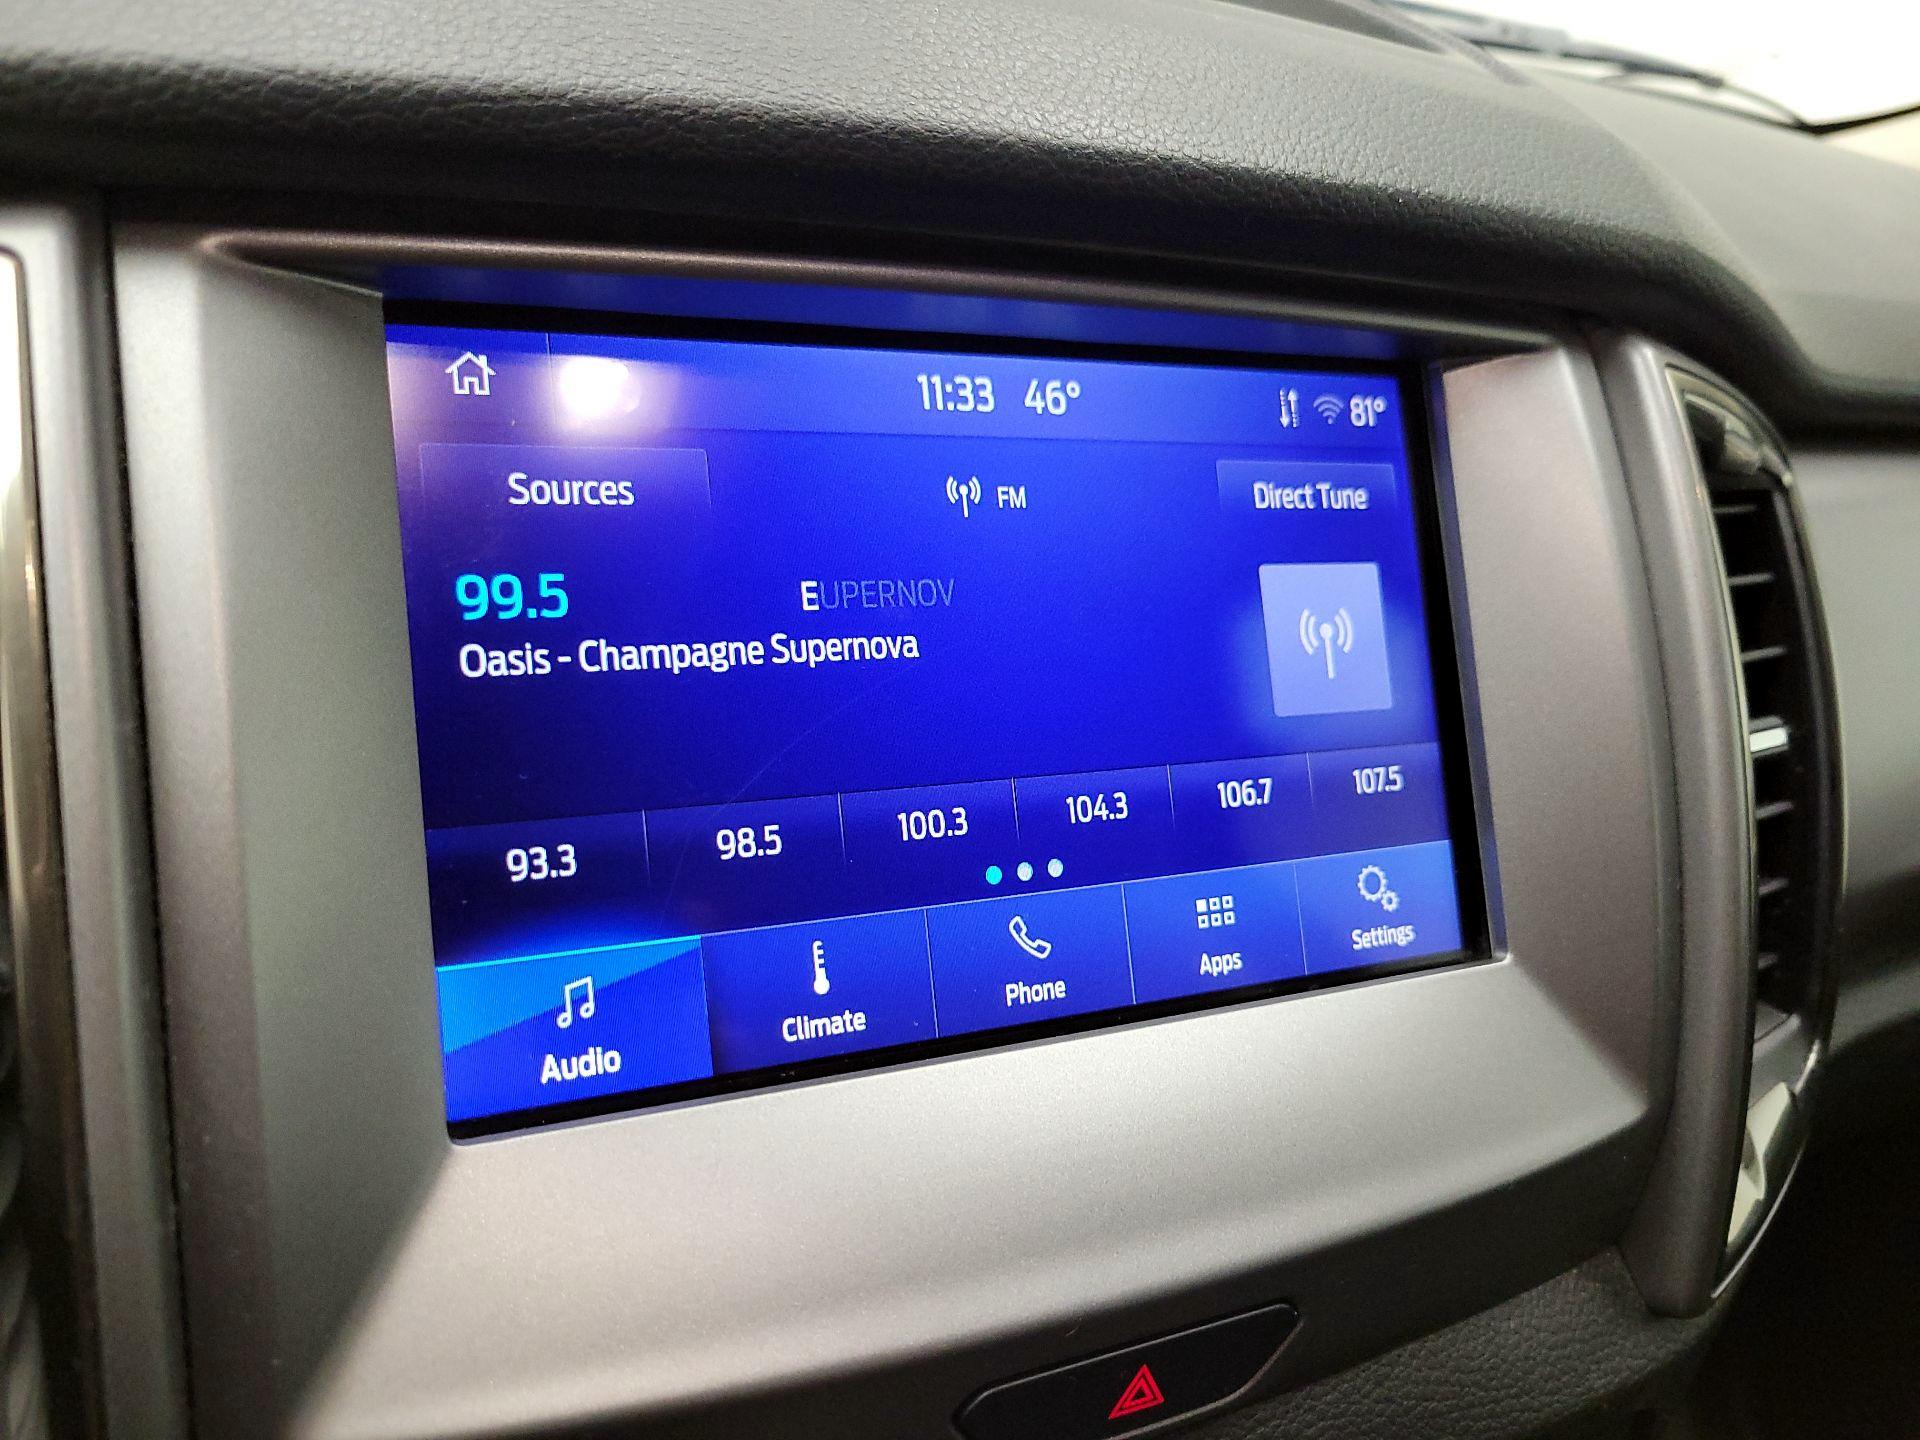 11:33 46° 81°
Sources FM Direct Tune
99.5 EUPERNOV
Oasis - Champagne Supernova
93.3 98.5 100.3 104.3 106.7 107.5
Audio Climate Phone Apps Settings